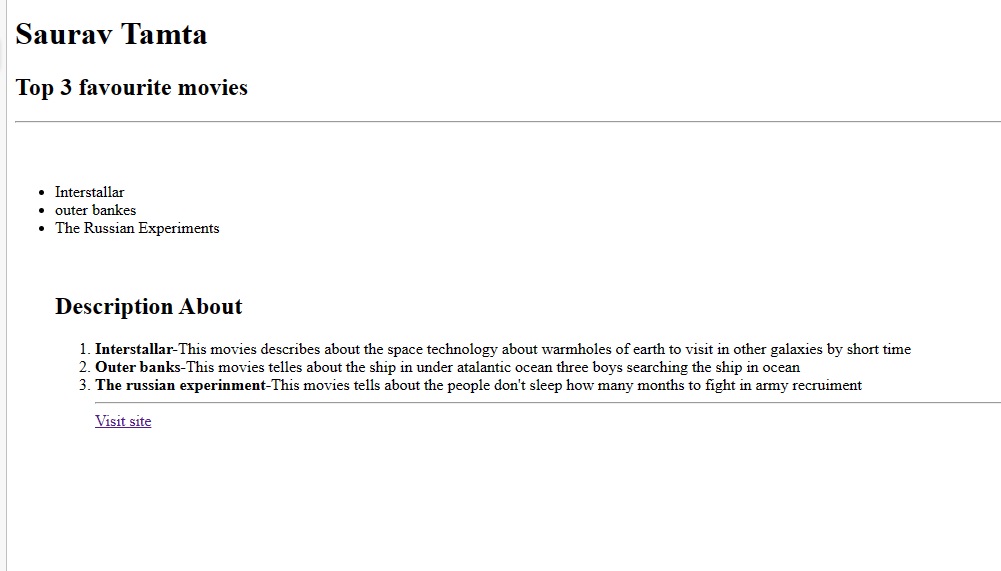 Saurav Tamta
Top 3 favourite movies
Interstallar
outer bankes
The Russian Experiments
Description About
1. Interstallar-This movies describes about the space technology about warmholes of earth to visit in other galaxies by short time
2. Outer banks-This movies telles about the ship in under atalantic ocean three boys searching the ship in ocean
3. The russian experinment-This movies tells about the people don't sleep how many months to fight in army recruiment
Visit site